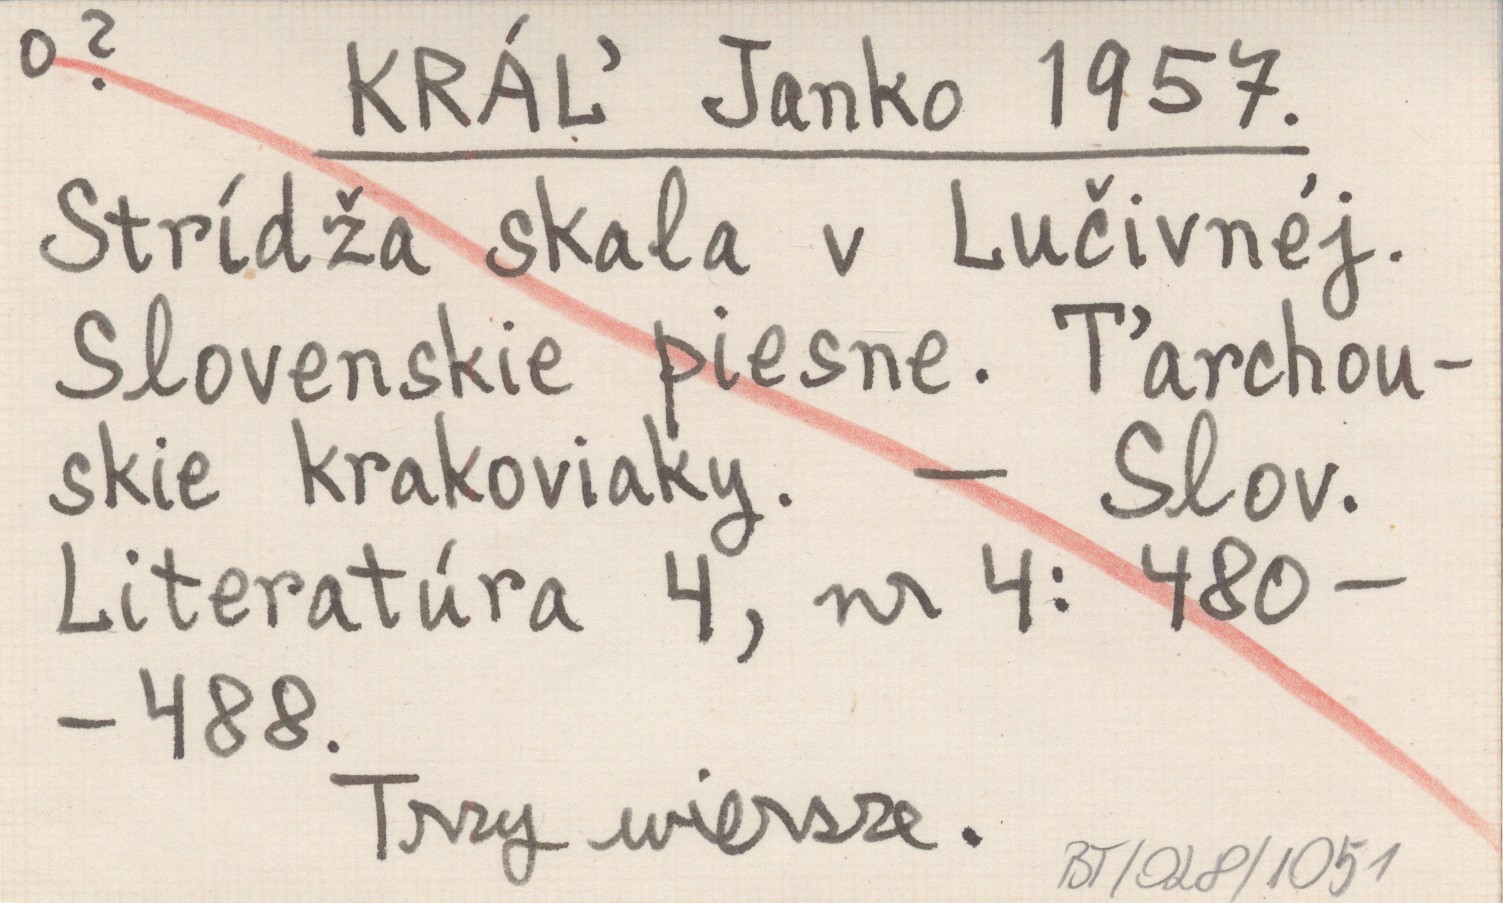 o ?
KRÁĽ Janko 1957.
Strídža skala v Lučivnéj.
Slovenskie piesne. Ťarchou-
skie krakoviaky. — Slov.
Literatúra 4, nr 4: 480 —
— 488.
Trzy wiersze.
BT/028/1051